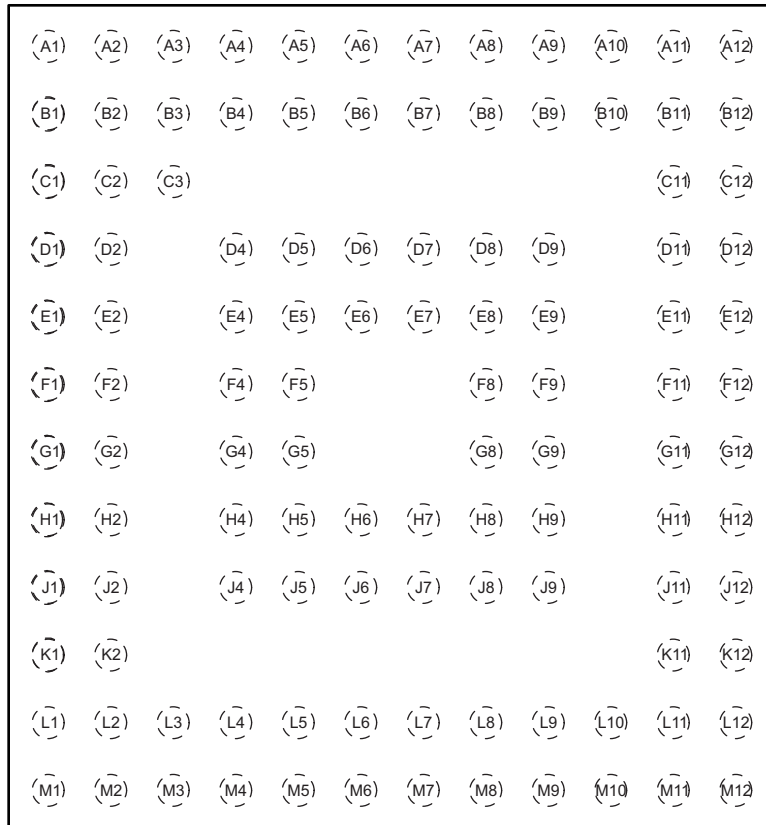 A1 A2 A3 A4 A5 A6 A7 A8 A9 A10 A11 A12
B1 B2 B3 B4 B5 B6 B7 B8 B9 B10 B11 B12
C1 C2 C3 C11 C12
D1 D2 D4 D5 D6 D7 D8 D9 D11 D12
E1 E2 E4 E5 E6 E7 E8 E9 E11 E12
F1 F2 F4 F5 F8 F9 F11 F12
G1 G2 G4 G5 G8 G9 G11 G12
H1 H2 H4 H5 H6 H7 H8 H9 H11 H12
J1 J2 J4 J5 J6 J7 J8 J9 J11 J12
K1 K2 K11 K12
L1 L2 L3 L4 L5 L6 L7 L8 L9 L10 L11 L12
M1 M2 M3 M4 M5 M6 M7 M8 M9 M10 M11 M12